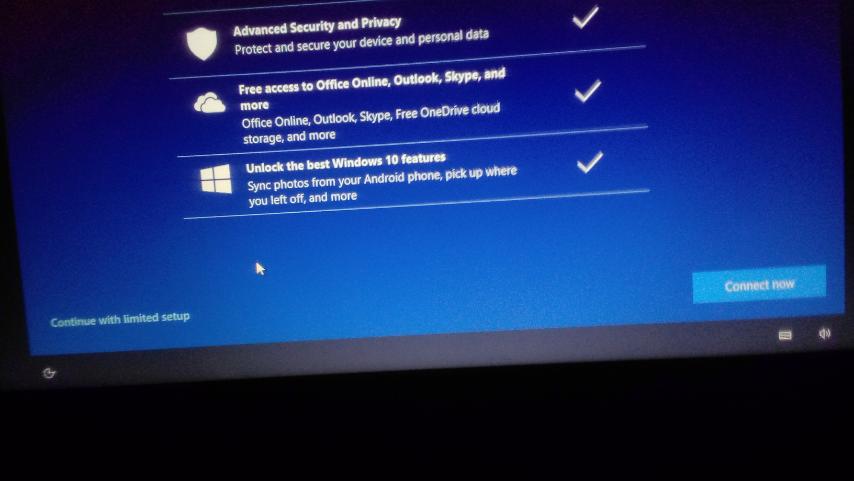 Advanced Security and Privacy
Protect and secure your device and personal data
Free access to Office Online, Outlook, Skype, and
more
Office Online, Outlook, Skype, Free OneDrive cloud
storage, and more
Unlock the best Windows 10 features
Sync photos from your Android phone, pick up where
you left off, and more
Connect now
Continue with limited setup